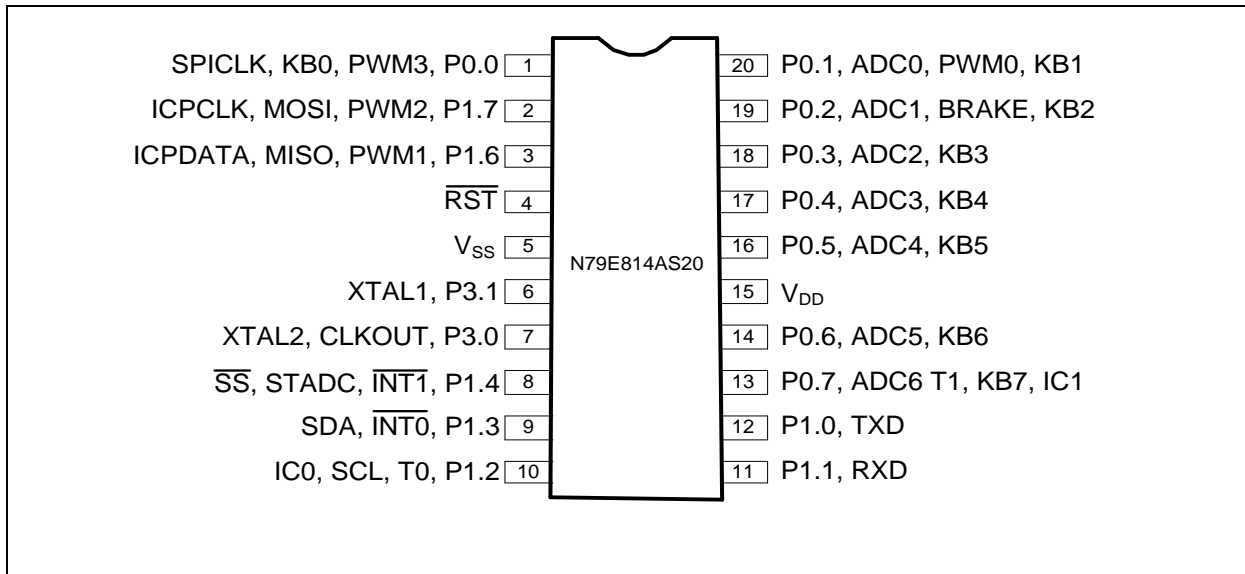 SPICLK, KB0, PWM3, P0.0 1
20 P0.1, ADC0, PWM0, KB1
ICPCLK, MOSI, PWM2, P1.7 2
19 P0.2, ADC1, BRAKE, KB2
ICPDATA, MISO, PWM1, P1.6 3
18 P0.3, ADC2, KB3
R̅S̅T̅ 4
17 P0.4, ADC3, KB4
VSS 5
16 P0.5, ADC4, KB5
N79E814AS20
XTAL1, P3.1 6
15 VDD
XTAL2, CLKOUT, P3.0 7
14 P0.6, ADC5, KB6
S̅S̅, STADC, I̅N̅T̅1̅, P1.4 8
13 P0.7, ADC6 T1, KB7, IC1
SDA, I̅N̅T̅0̅, P1.3 9
12 P1.0, TXD
IC0, SCL, T0, P1.2 10
11 P1.1, RXD